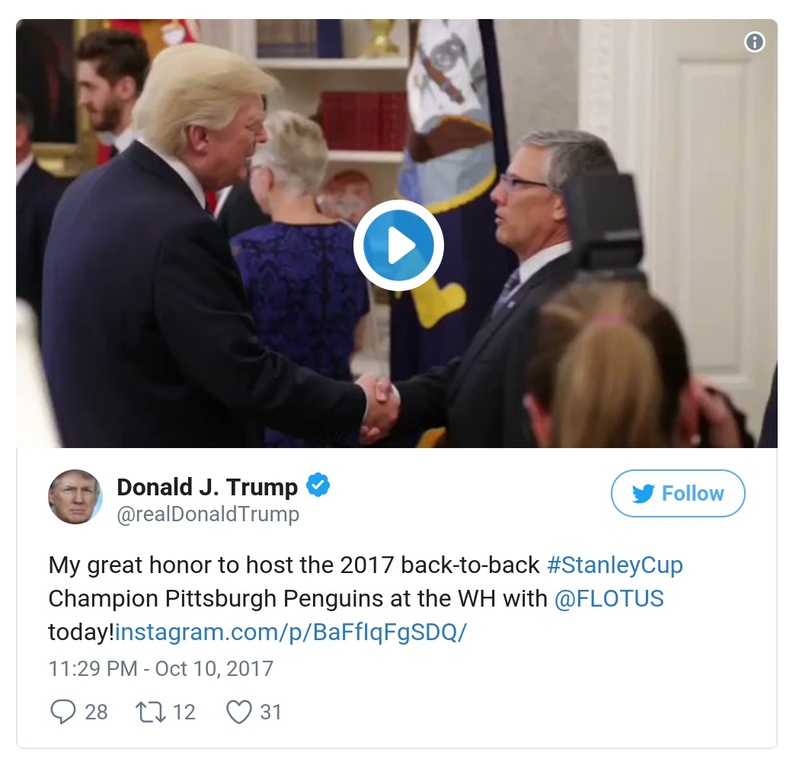 Donald J. Trump
@realDonaldTrump
Follow
My great honor to host the 2017 back-to-back #StanleyCup
Champion Pittsburgh Penguins at the WH with @FLOTUS
today!instagram.com/p/BaFfIqFgSDQ/
11:29 PM - Oct 10, 2017
28 12 31